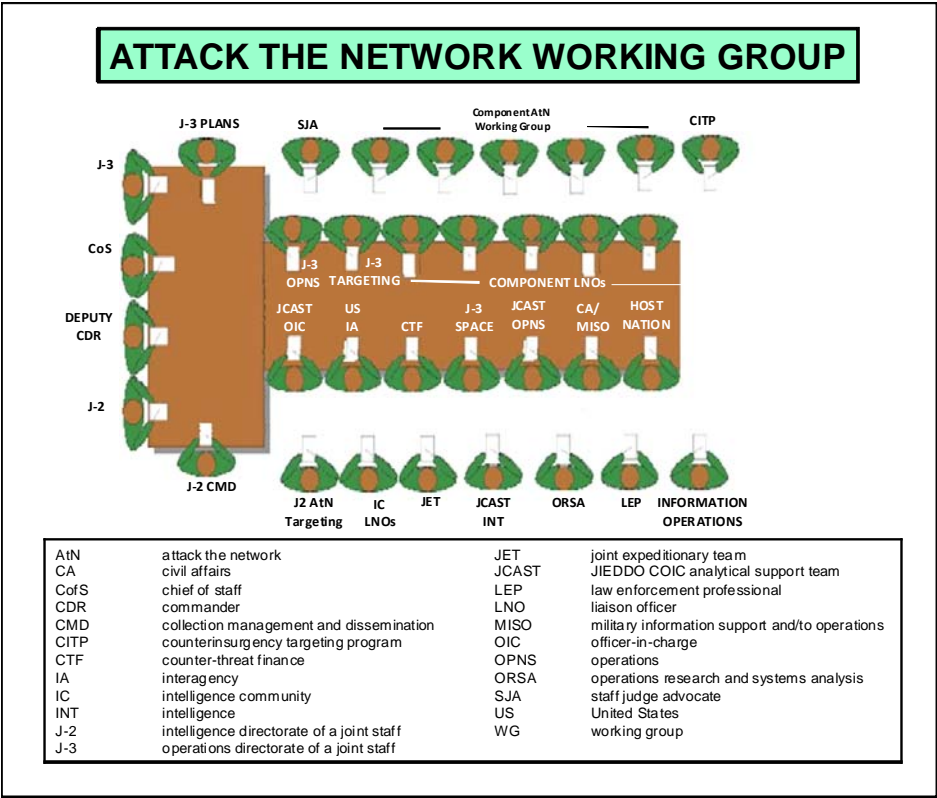 ATTACK THE NETWORK WORKING GROUP
J-3 PLANS
SJA
Component AtN
Working Group
CITP
J-3
CoS
DEPUTY
CDR
J-2
J-2 CMD
J-3
OPNS
J-3
TARGETING
COMPONENT LNOs
JCAST
OIC
US
IA
CTF
J-3
SPACE
JCAST
OPNS
CA/
MISO
HOST
NATION
J2 AtN
Targeting
IC
LNOs
JET
JCAST
INT
ORSA
LEP
INFORMATION
OPERATIONS
AtN attack the network
CA civil affairs
CofS chief of staff
CDR commander
CMD collection management and dissemination
CITP counterinsurgency targeting program
CTF counter-threat finance
IA interagency
IC intelligence community
INT intelligence
J-2 intelligence directorate of a joint staff
J-3 operations directorate of a joint staff
JET joint expeditionary team
JCAST JIEDDO COIC analytical support team
LEP law enforcement professional
LNO liaison officer
MISO military information support and/to operations
OIC officer-in-charge
OPNS operations
ORSA operations research and systems analysis
SJA staff judge advocate
US United States
WG working group